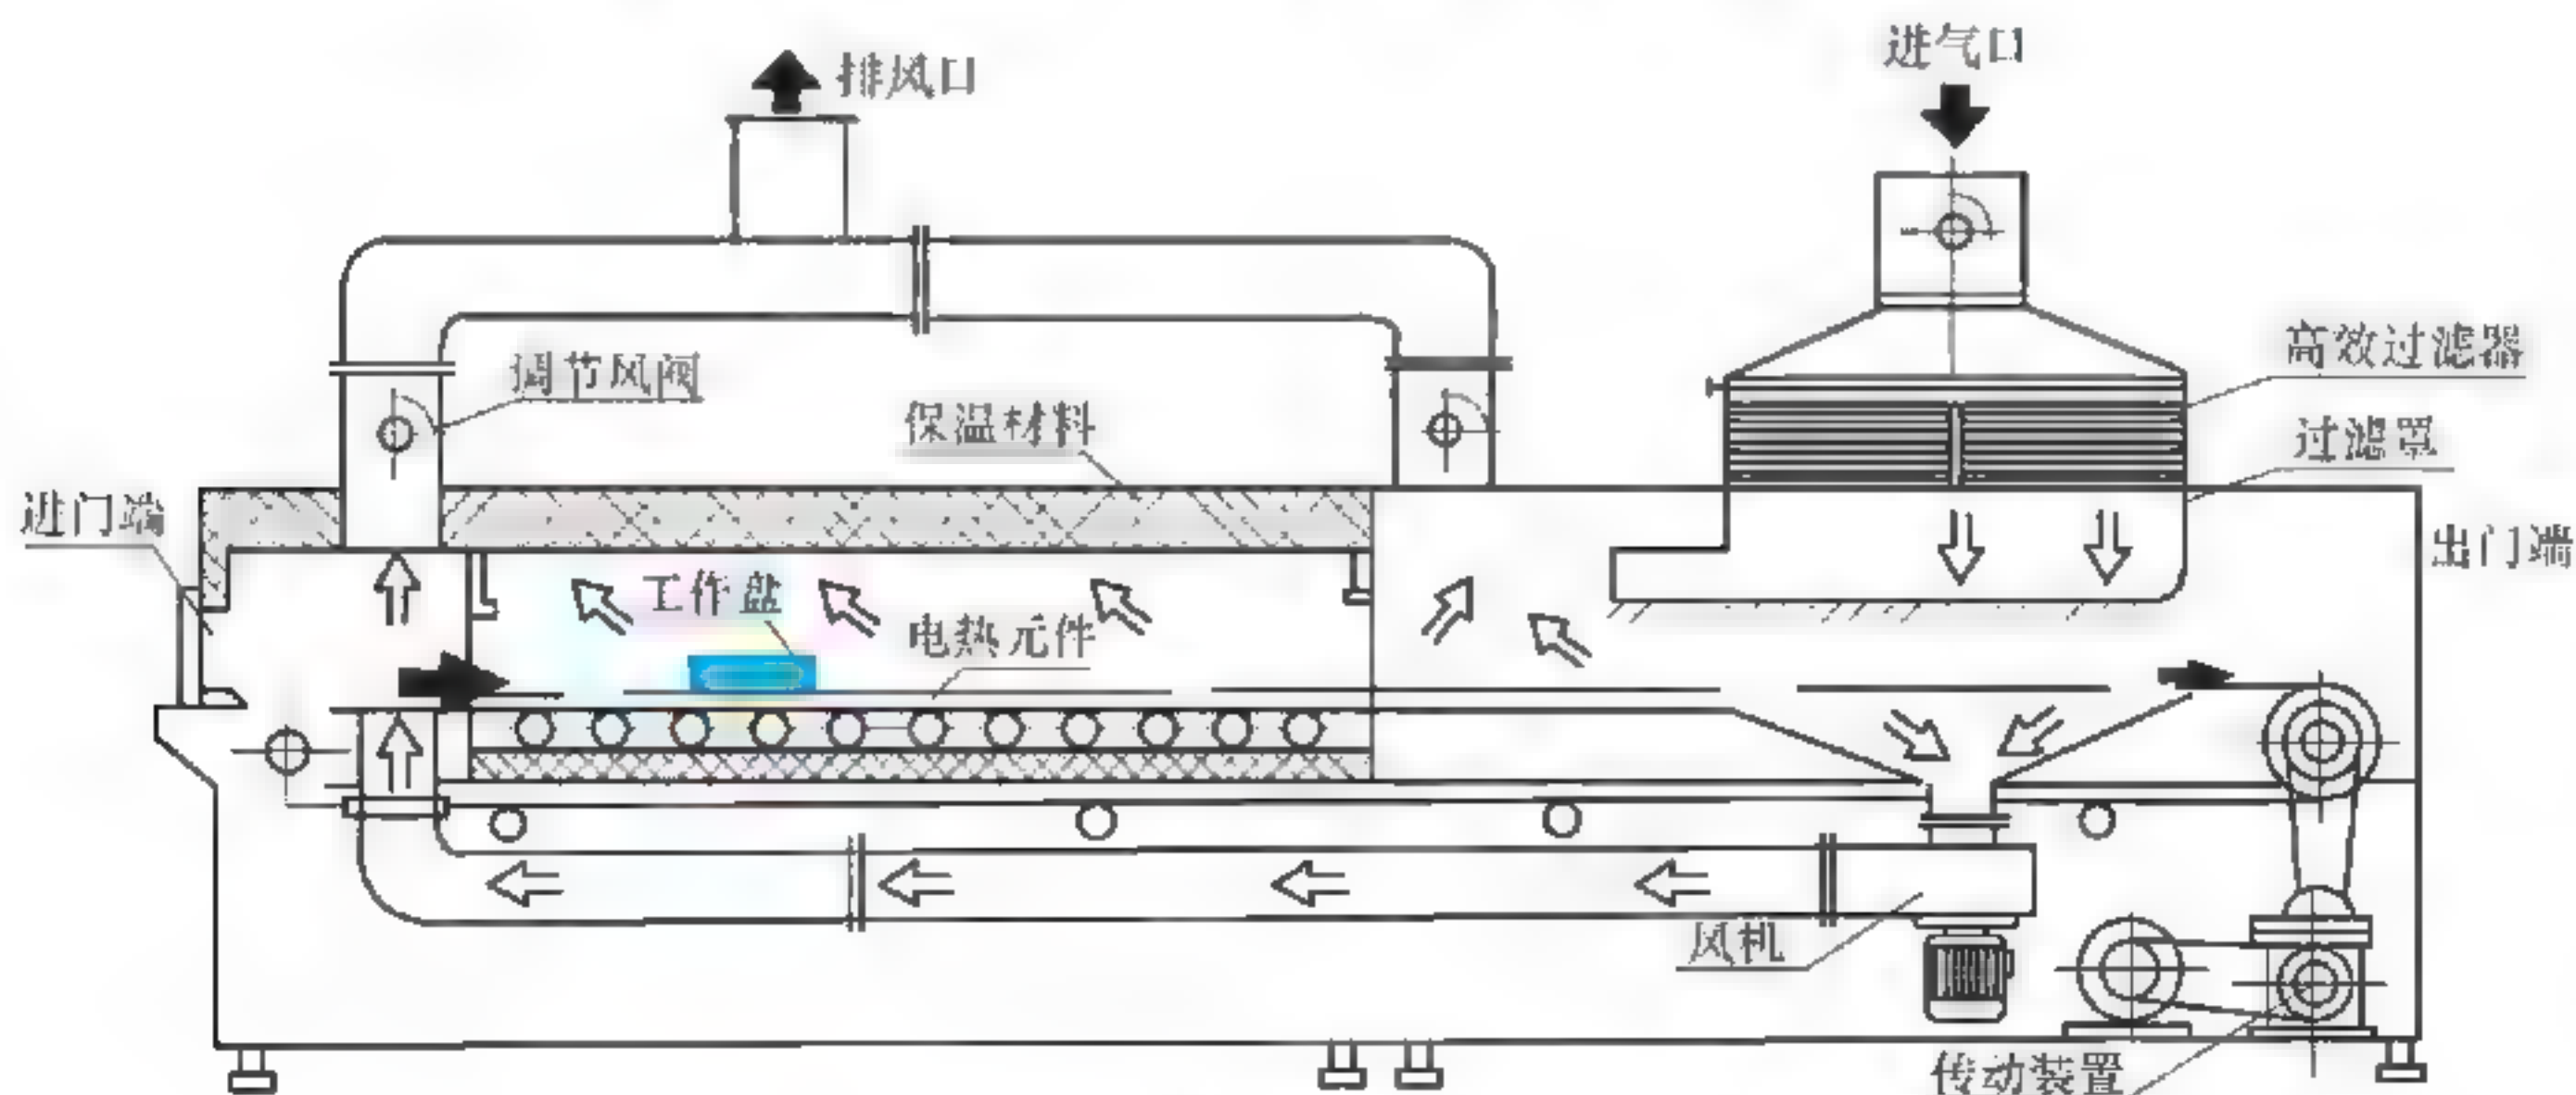 进气口
排风口
高效过滤器
调节风阀
保温材料
过滤罩
进门端
出门端
工作盘
电热元件
风机
传动装置